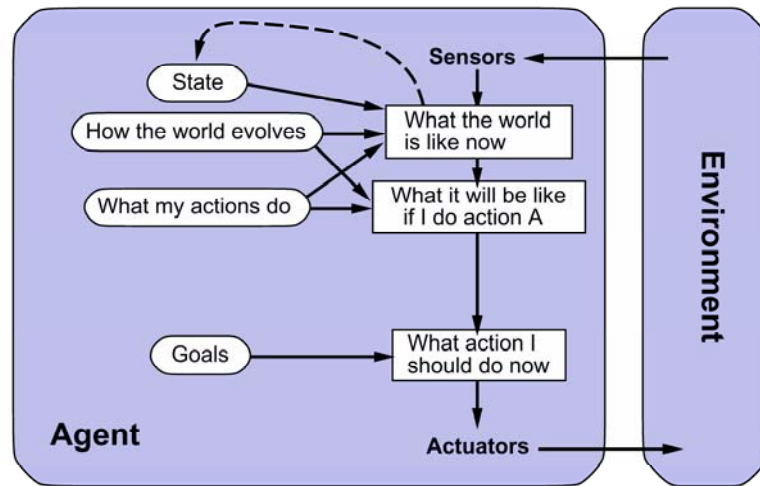 Sensors
State
What the world
is like now
How the world evolves
What it will be like
if I do action A
What my actions do
Environment
What action I
should do now
Goals
Agent
Actuators